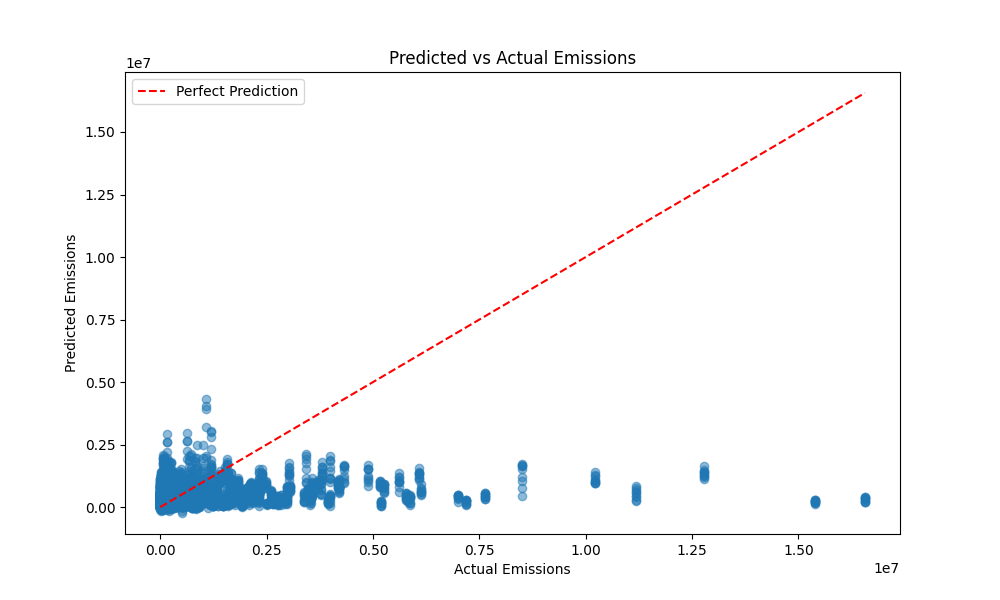 Predicted vs Actual Emissions
1e7
Perfect Prediction
1.50
1.25
1.00
0.75
0.50
0.25
0.00
Predicted Emissions
0.00 0.25 0.50 0.75 1.00 1.25 1.50
Actual Emissions
1e7